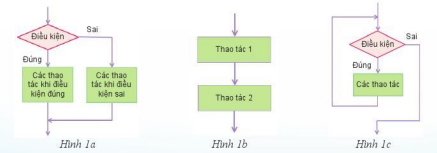 Điều kiện
Sai
Đúng
Các thao
tác khi điều
kiện đúng
Các thao
tác khi điều
kiện sai
Hình 1a
Thao tác 1
Thao tác 2
Hình 1b
Điều kiện
Sai
Đúng
Các thao tác
Hình 1c